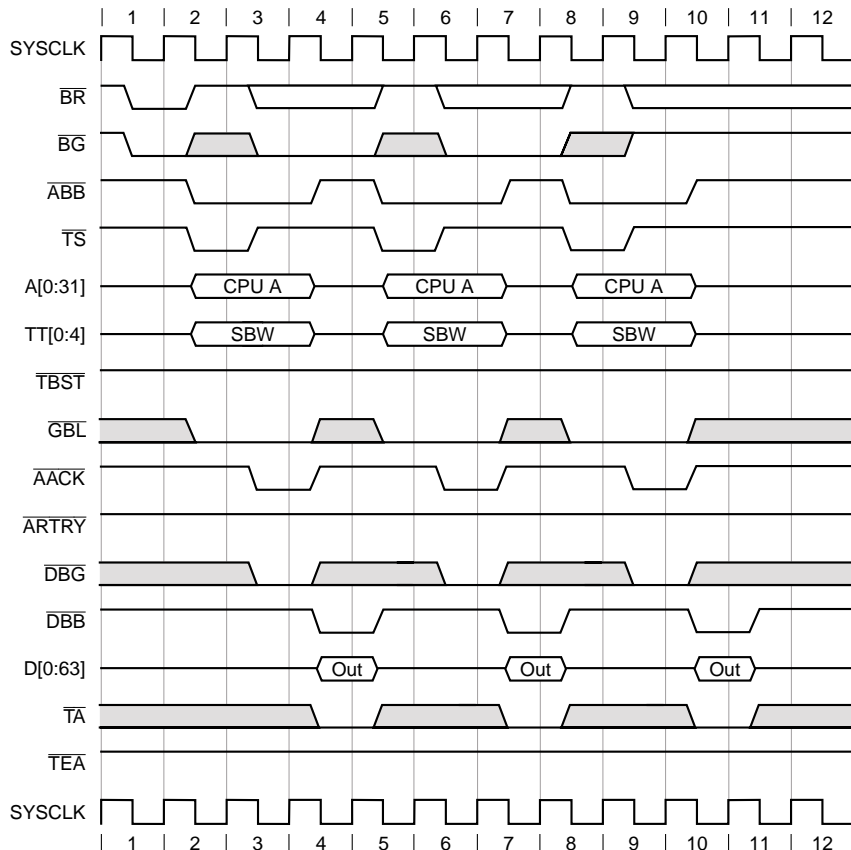 1 2 3 4 5 6 7 8 9 10 11 12
SYSCLK
BR
BG
ABB
TS
A[0:31] CPU A CPU A CPU A
TT[0:4] SBW SBW SBW
TBST
GBL
AACK
ARTRY
DBG
DBB
D[0:63] Out Out Out
TA
TEA
SYSCLK
1 2 3 4 5 6 7 8 9 10 11 12